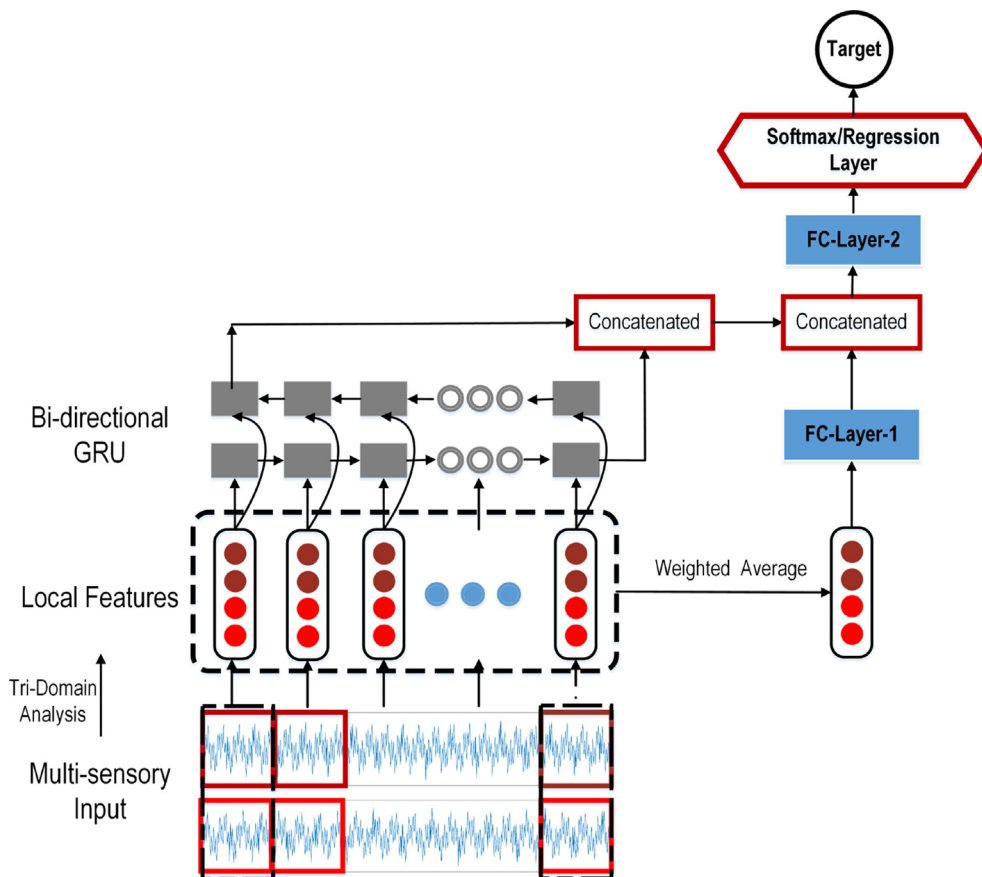 Target
Softmax/Regression
Layer
FC-Layer-2
Concatenated
Concatenated
Bi-directional
GRU
FC-Layer-1
Local Features
Weighted Average
Tri-Domain
Analysis
Multi-sensory
Input